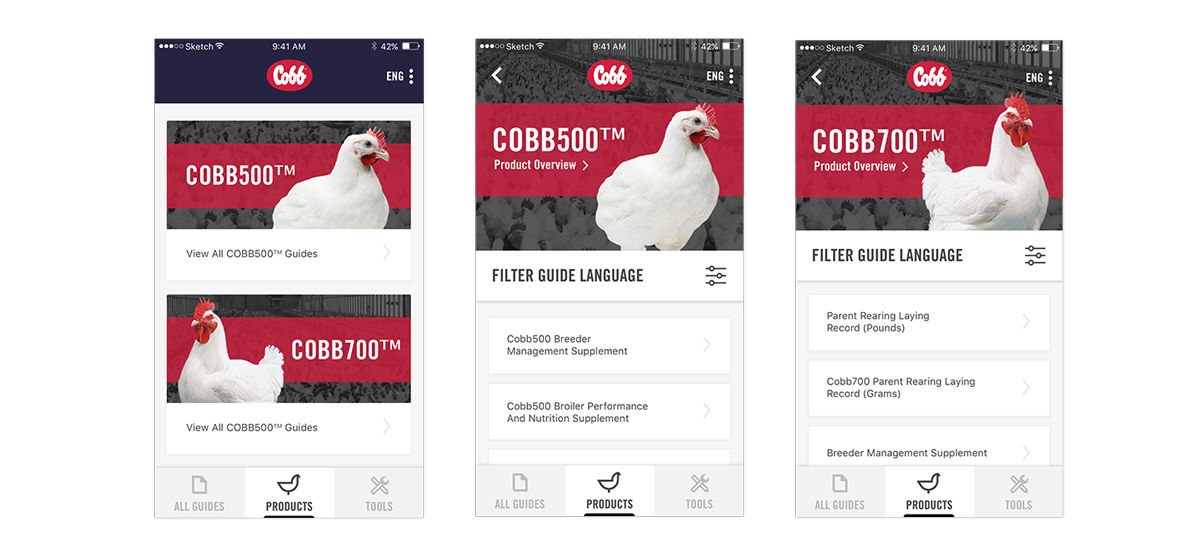 Sketch 9:41 AM 42%
Cobb
ENG
COBB500™
View All COBB500™ Guides
COBB700™
View All COBB500™ Guides
ALL GUIDES PRODUCTS TOOLS
Sketch 9:41 AM 42%
Cobb
ENG
COBB500™
Product Overview
FILTER GUIDE LANGUAGE
Cobb500 Breeder
Management Supplement
Cobb500 Broiler Performance
And Nutrition Supplement
ALL GUIDES PRODUCTS TOOLS
Sketch 9:41 AM 42%
Cobb
ENG
COBB700™
Product Overview
FILTER GUIDE LANGUAGE
Parent Rearing Laying
Record (Pounds)
Cobb700 Parent Rearing Laying
Record (Grams)
Breeder Management Supplement
ALL GUIDES PRODUCTS TOOLS